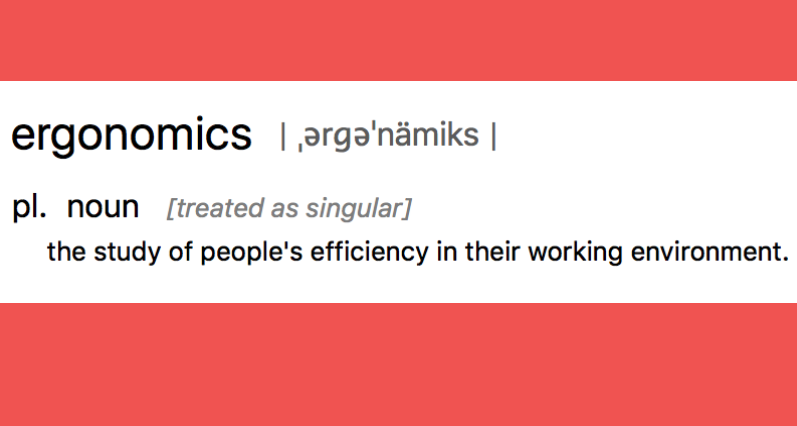 ergonomics | ˌərɡəˈnämiks |
pl. noun [treated as singular]
the study of people's efficiency in their working environment.